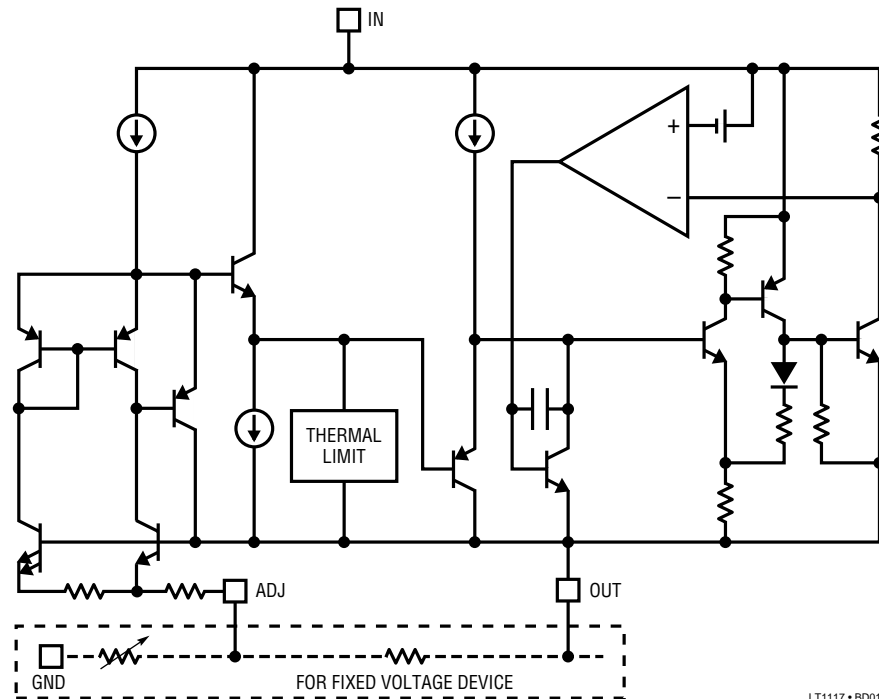 IN
+
−
THERMAL
LIMIT
ADJ
OUT
GND
FOR FIXED VOLTAGE DEVICE
LT1117 • BD01